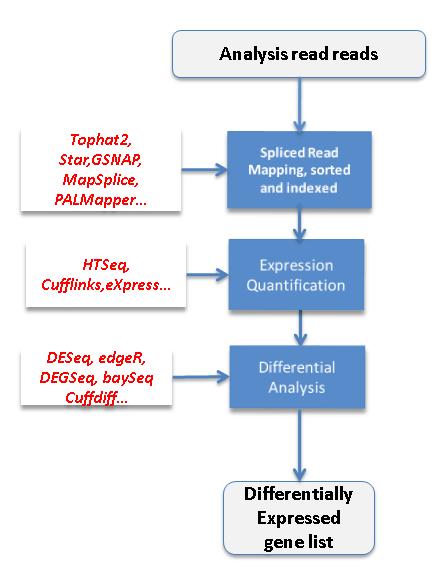 Analysis read reads
Tophat2,
Star,GSNAP,
MapSplice,
PALMapper...
Spliced Read
Mapping, sorted
and indexed
HTSeq,
Cufflinks,eXpress...
Expression
Quantification
DESeq, edgeR,
DEGSeq, baySeq
Cuffdiff...
Differential
Analysis
Differentially
Expressed
gene list